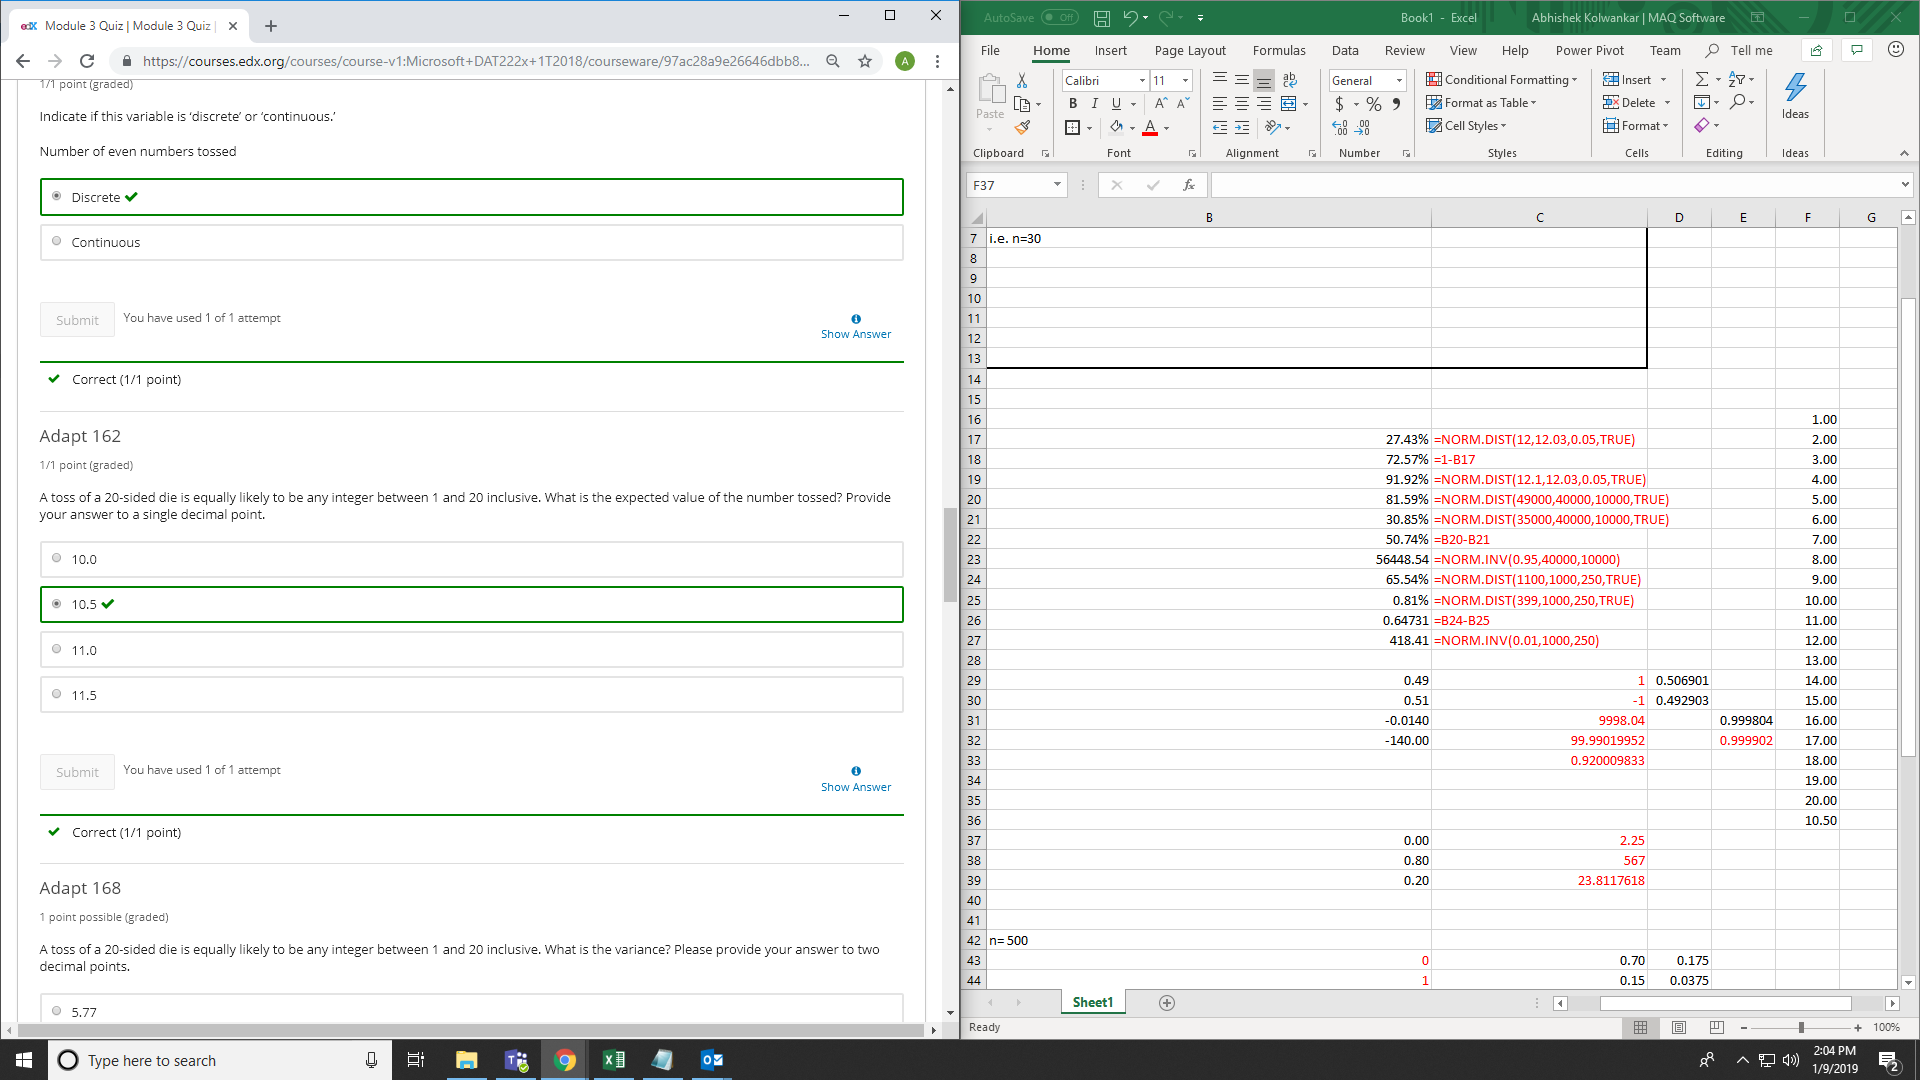 edX Module 3 Quiz | Module 3 Quiz |
https://courses.edx.org/courses/course-v1:Microsoft+DAT222x+1T2018/courseware/97ac28a9e26646dbb8...
A
1/1 point (graded)
Indicate if this variable is ‘discrete’ or ‘continuous.’
Number of even numbers tossed
Discrete
Continuous
Submit
You have used 1 of 1 attempt
Show Answer
Correct (1/1 point)
Adapt 162
1/1 point (graded)
A toss of a 20-sided die is equally likely to be any integer between 1 and 20 inclusive. What is the expected value of the number tossed? Provide
your answer to a single decimal point.
10.0
10.5
11.0
11.5
Submit
You have used 1 of 1 attempt
Show Answer
Correct (1/1 point)
Adapt 168
1 point possible (graded)
A toss of a 20-sided die is equally likely to be any integer between 1 and 20 inclusive. What is the variance? Please provide your answer to two
decimal points.
5.77
AutoSave Off
Book1 - Excel
Abhishek Kolwankar | MAQ Software
File Home Insert Page Layout Formulas Data Review View Help Power Pivot Team Tell me
Paste
Calibri 11
B I U
General
$ % ,
Conditional Formatting
Format as Table
Cell Styles
Insert
Delete
Format
Ideas
Clipboard Font Alignment Number Styles Cells Editing Ideas
F37
fx
B C D E F G
7 i.e. n=30
8
9
10
11
12
13
14
15
16 1.00
17 27.43% =NORM.DIST(12,12.03,0.05,TRUE) 2.00
18 72.57% =1-B17 3.00
19 91.92% =NORM.DIST(12.1,12.03,0.05,TRUE) 4.00
20 81.59% =NORM.DIST(49000,40000,10000,TRUE) 5.00
21 30.85% =NORM.DIST(35000,40000,10000,TRUE) 6.00
22 50.74% =B20-B21 7.00
23 56448.54 =NORM.INV(0.95,40000,10000) 8.00
24 65.54% =NORM.DIST(1100,1000,250,TRUE) 9.00
25 0.81% =NORM.DIST(399,1000,250,TRUE) 10.00
26 0.64731 =B24-B25 11.00
27 418.41 =NORM.INV(0.01,1000,250) 12.00
28 13.00
29 0.49 1 0.506901 14.00
30 0.51 -1 0.492903 15.00
31 -0.0140 9998.04 0.999804 16.00
32 -140.00 99.99019952 0.999902 17.00
33 0.920009833 18.00
34 19.00
35 20.00
36 10.50
37 0.00 2.25
38 0.80 567
39 0.20 23.8117618
40
41
42 n= 500
43 0 0.70 0.175
44 1 0.15 0.0375
Sheet1
Ready
100%
Type here to search
2:04 PM
1/9/2019
2